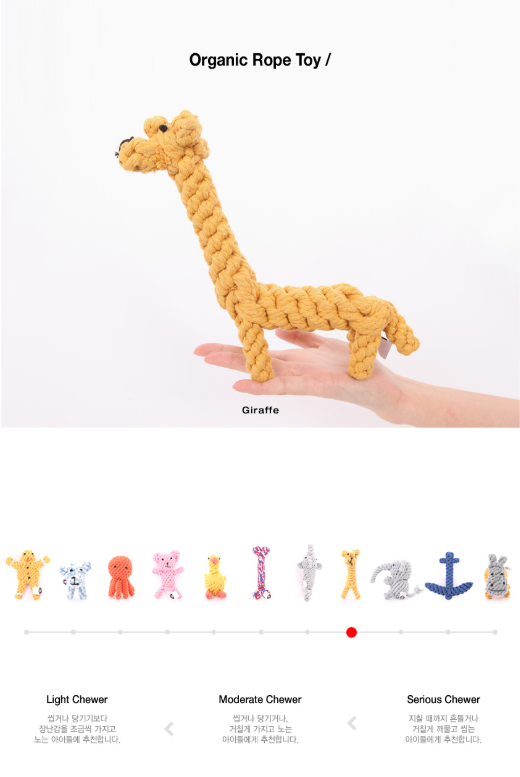 Organic Rope Toy /
Giraffe
Light Chewer
씹거나 당기기보다
장난감을 조금씩 가지고
노는 아이들에 추천합니다.
Moderate Chewer
씹거나 당기거나,
거칠게 가지고 노는
아이들에게 추천합니다.
Serious Chewer
지칠 때까지 흔들거나
거칠게 깨물고 씹는
아이들에게 추천합니다.